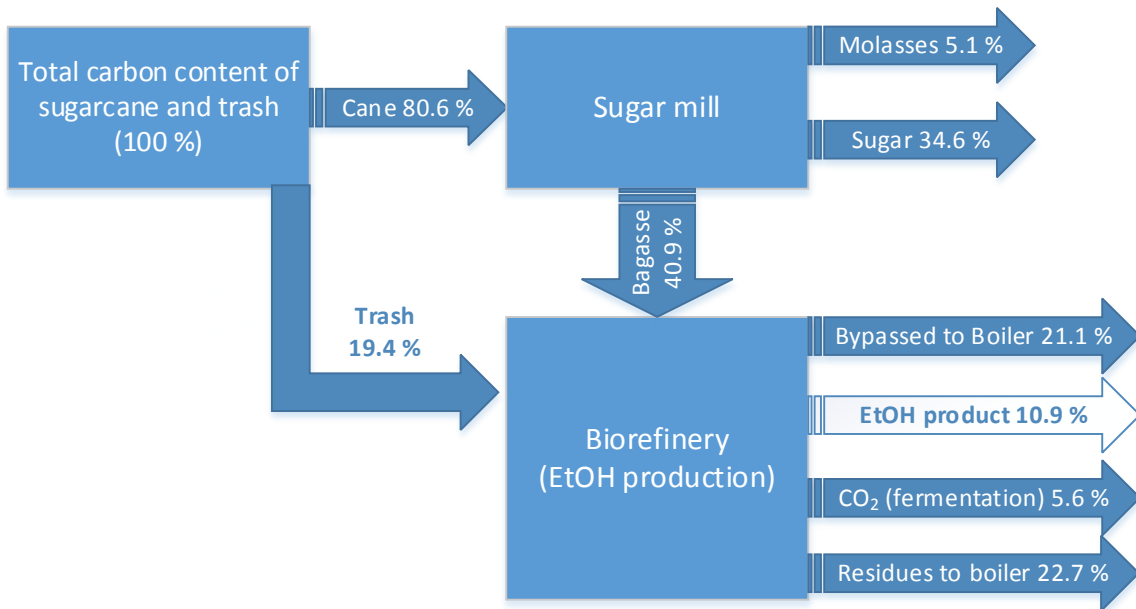 Total carbon content of
sugarcane and trash
(100 %)
Cane 80.6 %
Sugar mill
Molasses 5.1 %
Sugar 34.6 %
Bagasse
40.9 %
Trash
19.4 %
Biorefinery
(EtOH production)
Bypassed to Boiler 21.1 %
EtOH product 10.9 %
CO₂ (fermentation) 5.6 %
Residues to boiler 22.7 %